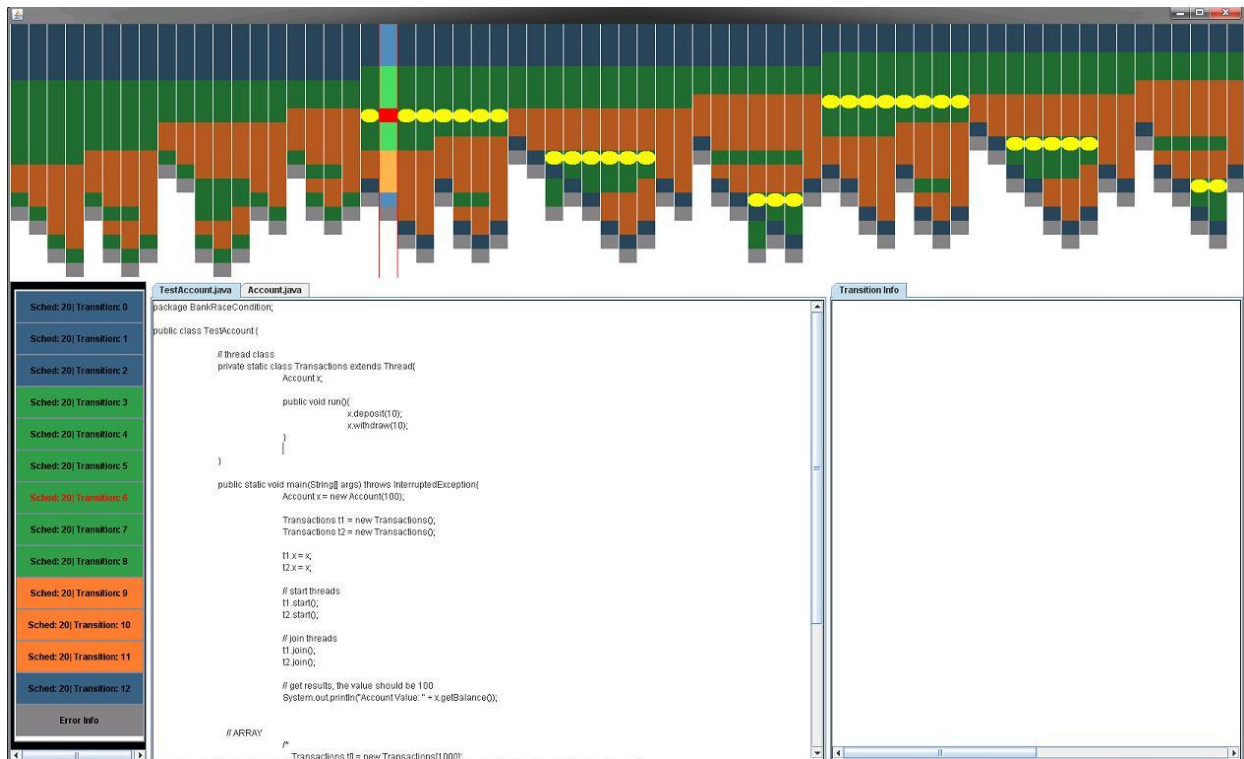 TestAccount.java Account.java
Transition Info
Sched: 20| Transition: 0
Sched: 20| Transition: 1
Sched: 20| Transition: 2
Sched: 20| Transition: 3
Sched: 20| Transition: 4
Sched: 20| Transition: 5
Sched: 20| Transition: 6
Sched: 20| Transition: 7
Sched: 20| Transition: 8
Sched: 20| Transition: 9
Sched: 20| Transition: 10
Sched: 20| Transition: 11
Sched: 20| Transition: 12
Error Info
package BankRaceCondition;
public class TestAccount {
// thread class
private static class Transactions extends Thread{
Account x;
public void run(){
x.deposit(10);
x.withdraw(10);
}
}
public static void main(String[] args) throws InterruptedException{
Account x = new Account(100);
Transactions t1 = new Transactions();
Transactions t2 = new Transactions();
t1.x = x;
t2.x = x;
// start threads
t1.start();
t2.start();
// join threads
t1.join();
t2.join();
// get results, the value should be 100
System.out.println("Account Value: " + x.getBalance());
// ARRAY
/*
Transactions t[] = new Transactions[1000];